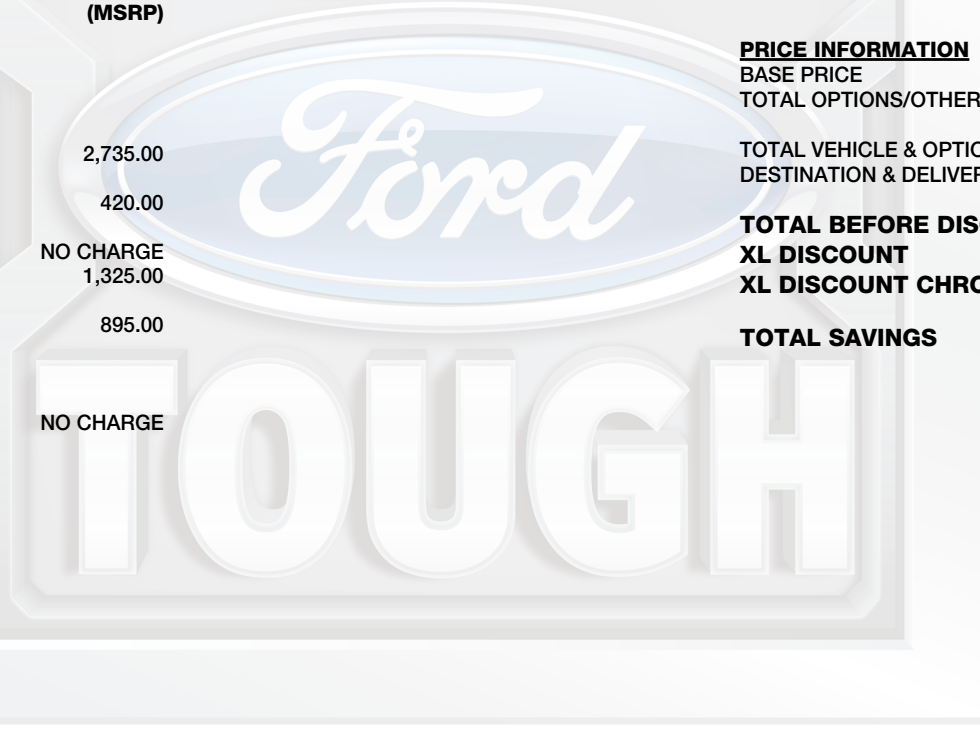 (MSRP)
2,735.00
420.00
NO CHARGE
1,325.00
895.00
NO CHARGE
PRICE INFORMATION
BASE PRICE
TOTAL OPTIONS/OTHER
TOTAL VEHICLE & OPTIO
DESTINATION & DELIVER
TOTAL BEFORE DIS
XL DISCOUNT
XL DISCOUNT CHRO
TOTAL SAVINGS
Ford
TOUGH